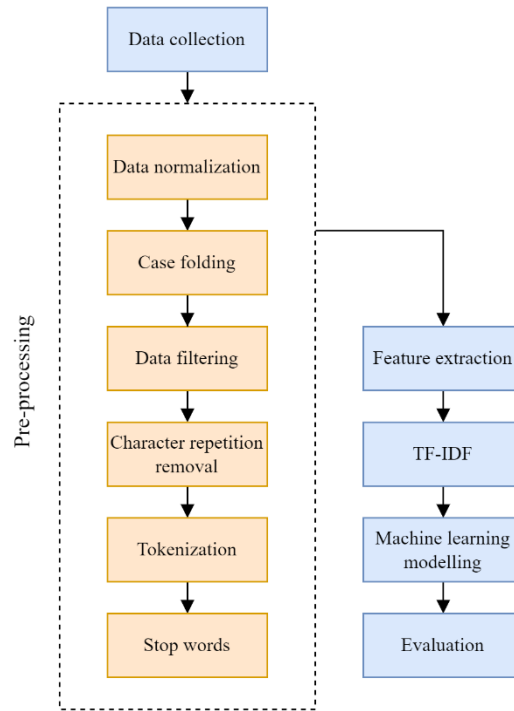 Data collection
Pre-processing
Data normalization
Case folding
Data filtering
Character repetition
removal
Tokenization
Stop words
Feature extraction
TF-IDF
Machine learning
modelling
Evaluation